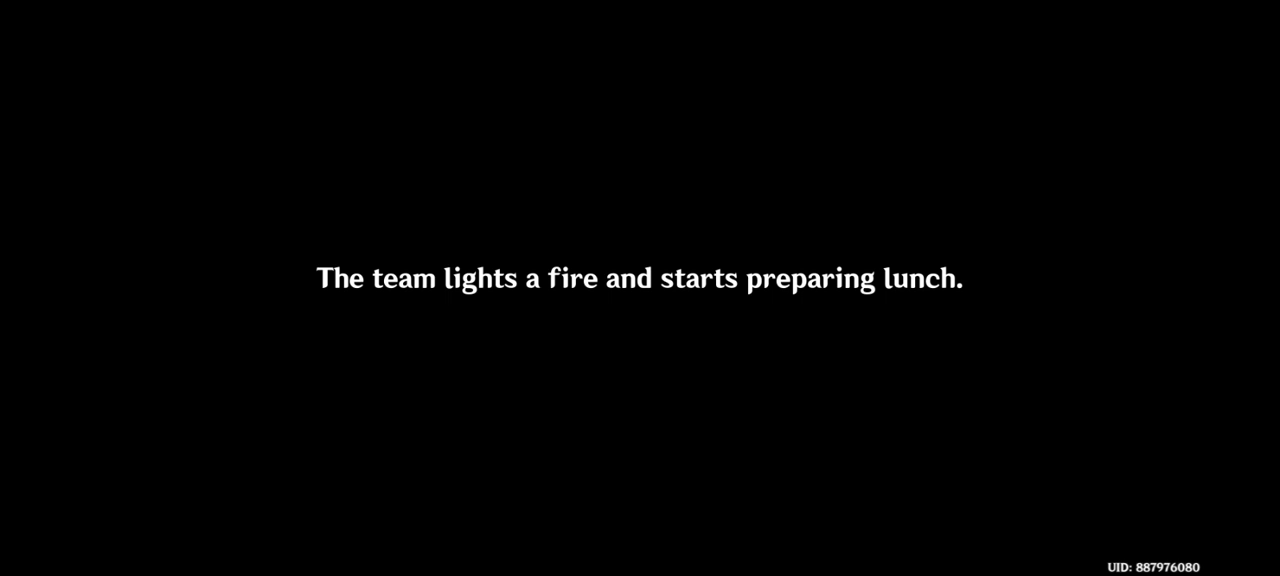 The team lights a fire and starts preparing lunch.
UID: 887976080